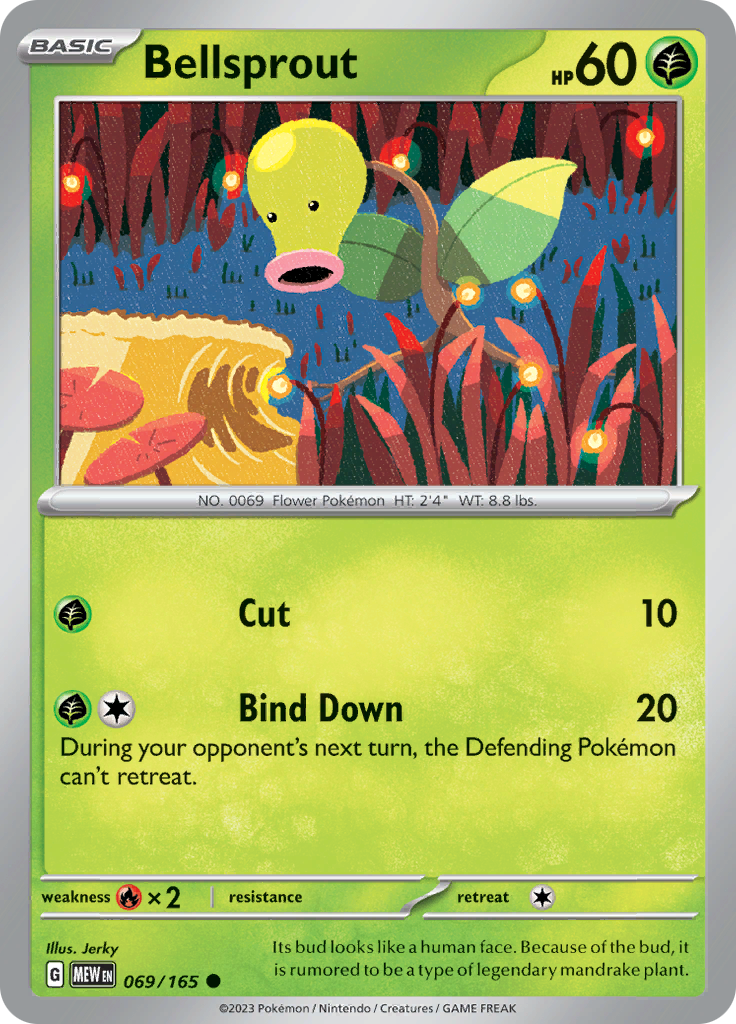 BASIC
Bellsprout
HP60
NO. 0069 Flower Pokémon HT: 2'4" WT: 8.8 lbs.
Cut 10
Bind Down 20
During your opponent's next turn, the Defending Pokémon
can't retreat.
weakness ×2 resistance retreat
Illus. Jerky
Its bud looks like a human face. Because of the bud, it
is rumored to be a type of legendary mandrake plant.
G MEW EN 069/165
©2023 Pokémon / Nintendo / Creatures / GAME FREAK